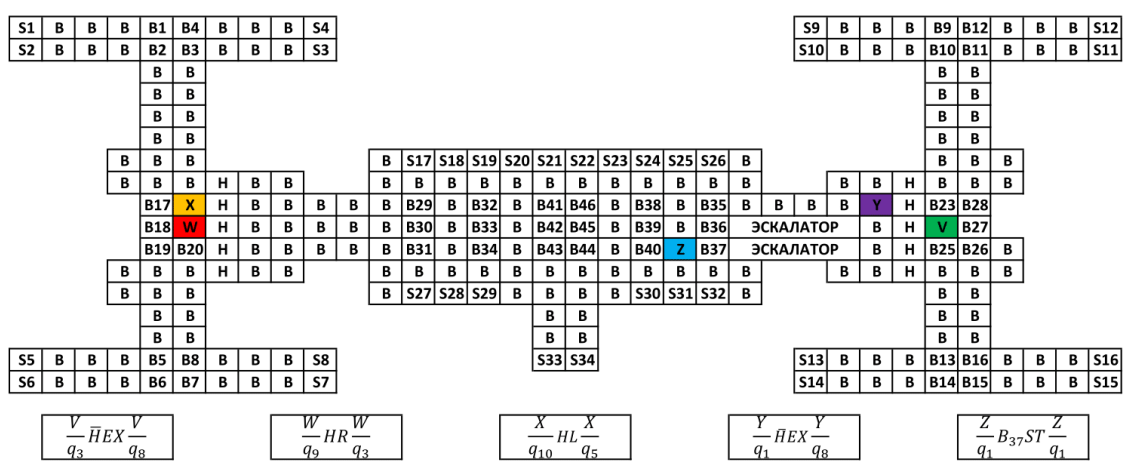 S1 B B B B1 B4 B B B S4 S9 B B B B9 B12 B B B S12
S2 B B B B2 B3 B B B S3 S10 B B B B10 B11 B B B S11
B B B B
B B B B
B B B B
B B B B
B B B B S17 S18 S19 S20 S21 S22 S23 S24 S25 S26 B B B B
B B B H B B B B B B B B B B B B B B B B H B B B
B17 X H B B B B B B29 B B32 B B41 B46 B B38 B B35 B B B B Y H B23 B28
B18 W H B B B B B B30 B B33 B B42 B45 B B39 B B36 ЭСКАЛАТОР B H V B27
B19 B20 H B B B B B B31 B B34 B B43 B44 B B40 Z B37 ЭСКАЛАТОР B H B25 B26 B
B B B H B B B B B B B B B B B B B B B B H B B B
B B B B S27 S28 S29 B B B B S30 S31 S32 B B B
B B B B B B
B B B B B B
S5 B B B B5 B8 B B B S8 S33 S34 S13 B B B B13 B16 B B B S16
S6 B B B B6 B7 B B B S7 S14 B B B B14 B15 B B B S15
V/q₃ H̄EX V/q₈ W/q₉ HR W/q₃ X/q₁₀ HL X/q₅ Y/q₁ H̄EX Y/q₈ Z/q₁ B₃₇ST Z/q₁